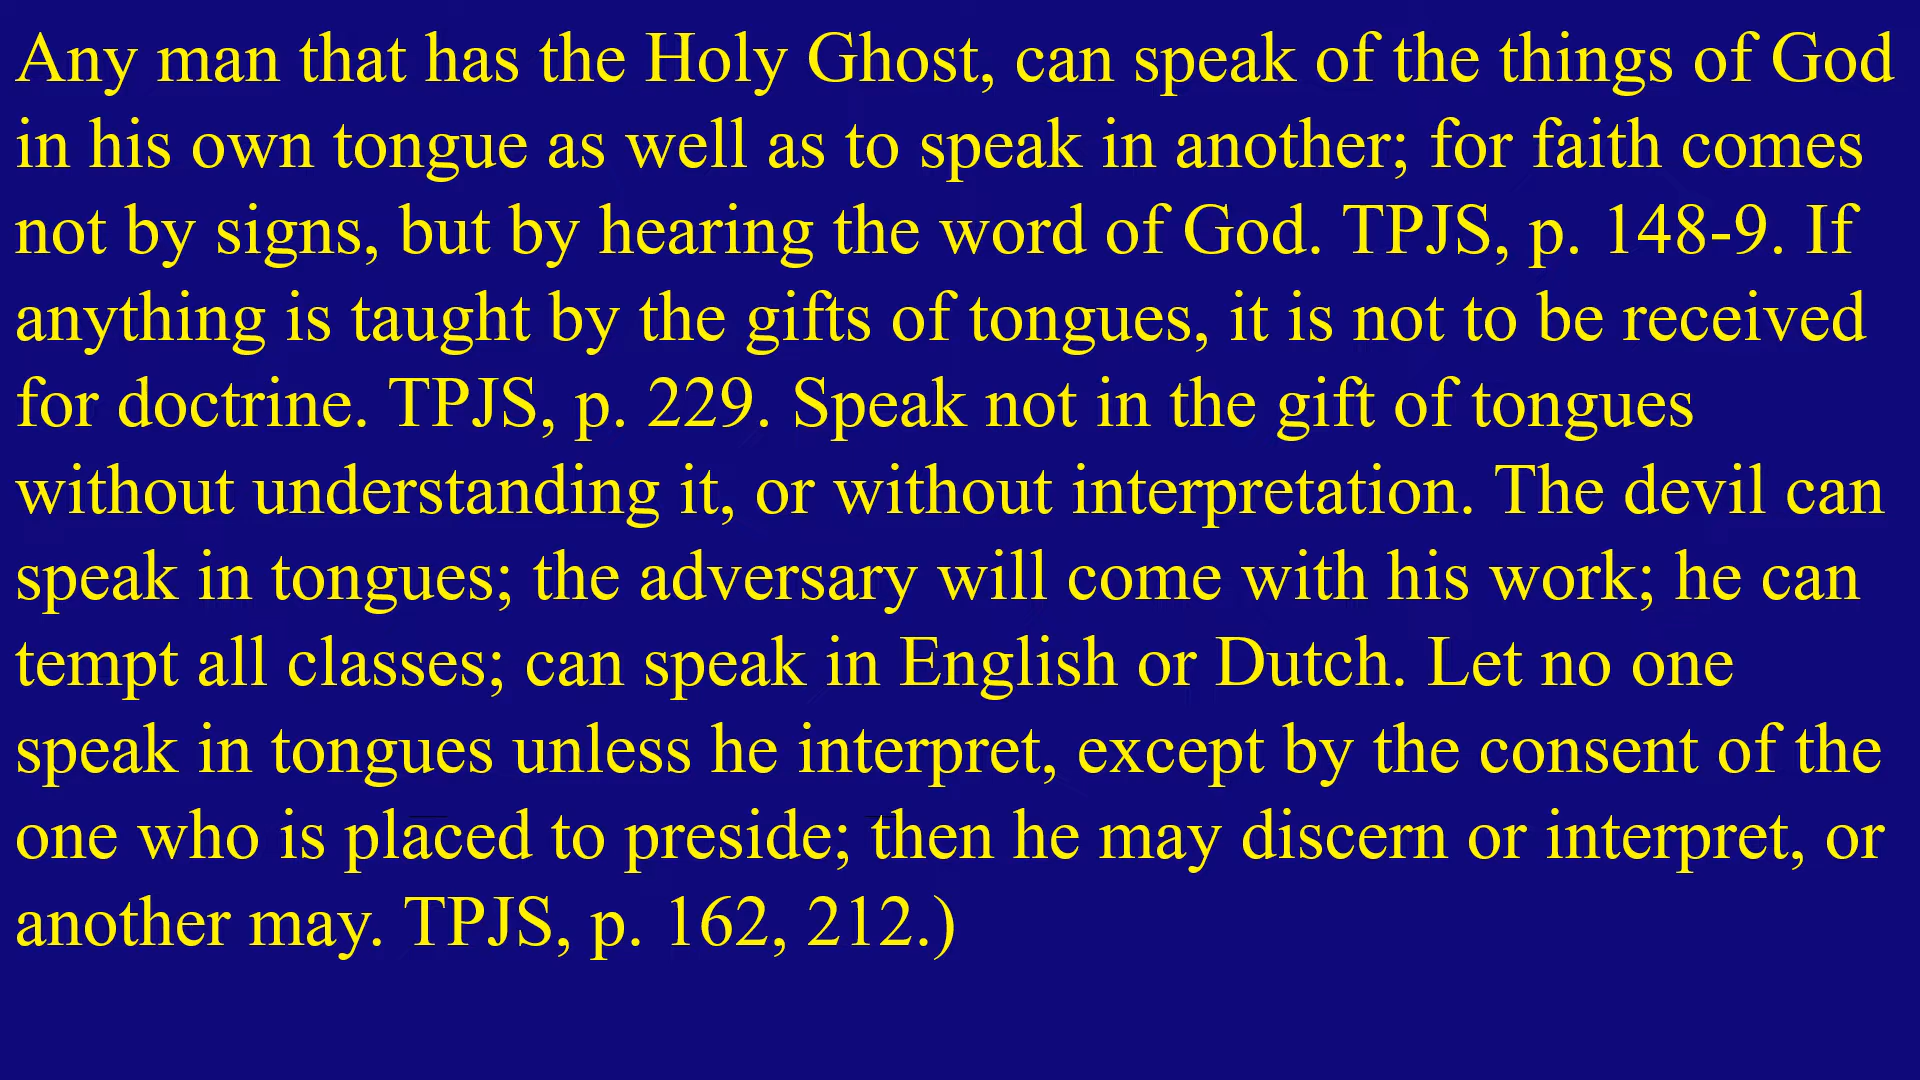 Any man that has the Holy Ghost, can speak of the things of God
in his own tongue as well as to speak in another; for faith comes
not by signs, but by hearing the word of God. TPJS, p. 148-9. If
anything is taught by the gifts of tongues, it is not to be received
for doctrine. TPJS, p. 229. Speak not in the gift of tongues
without understanding it, or without interpretation. The devil can
speak in tongues; the adversary will come with his work; he can
tempt all classes; can speak in English or Dutch. Let no one
speak in tongues unless he interpret, except by the consent of the
one who is placed to preside; then he may discern or interpret, or
another may. TPJS, p. 162, 212.)